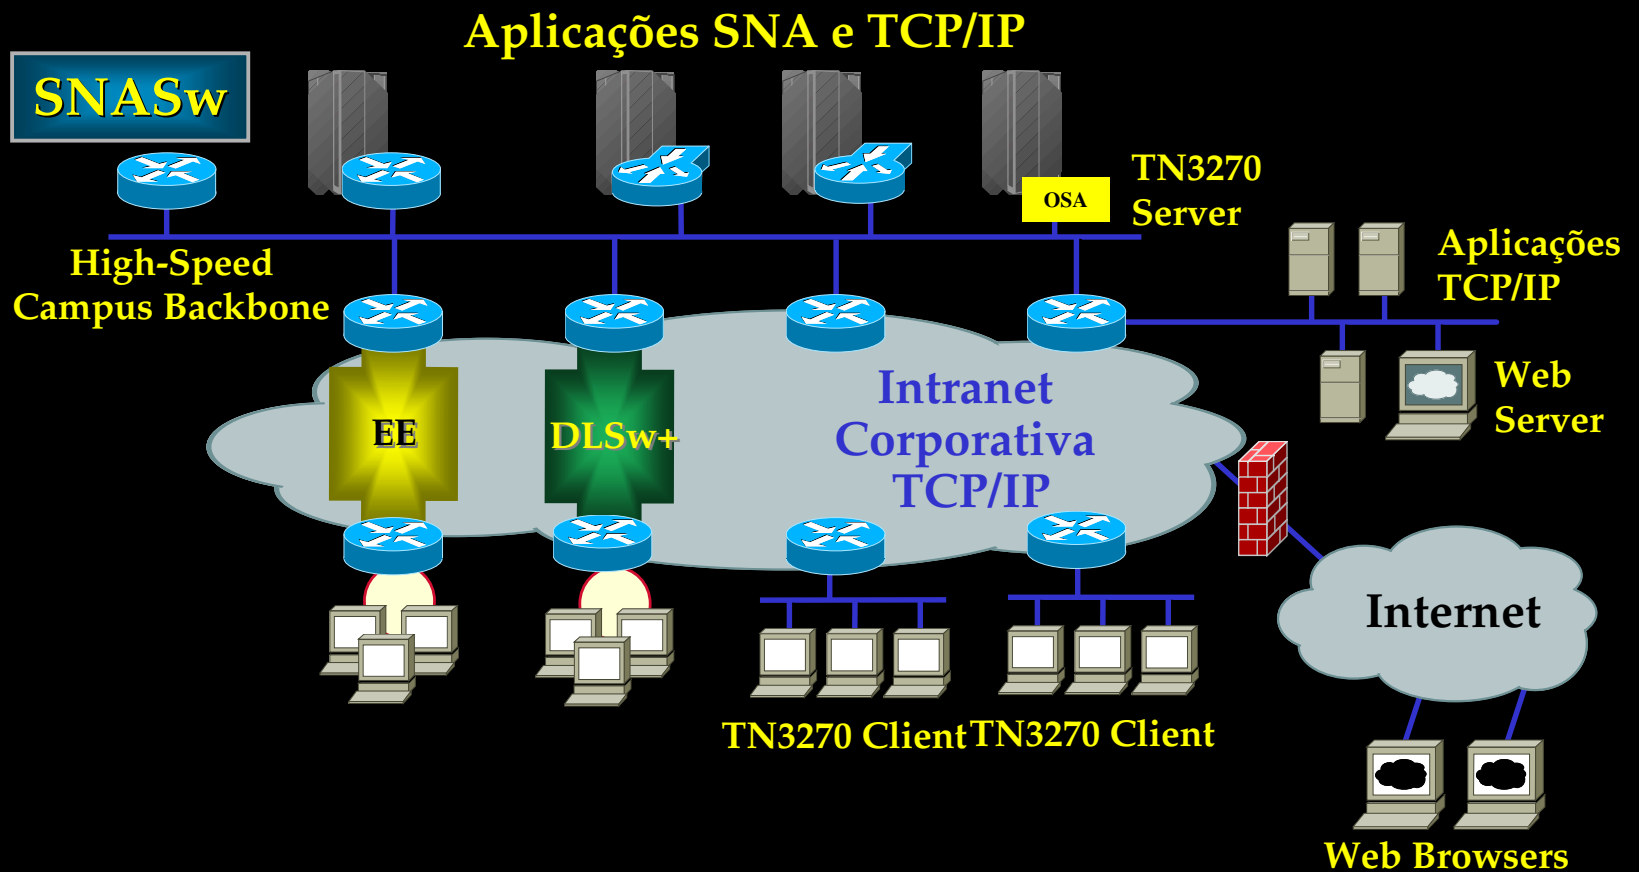 Aplicações SNA e TCP/IP
SNASw
TN3270
Server
OSA
High-Speed
Campus Backbone
Aplicações
TCP/IP
Web
Server
EE
DLSw+
Intranet
Corporativa
TCP/IP
Internet
TN3270 Client
TN3270 Client
Web Browsers